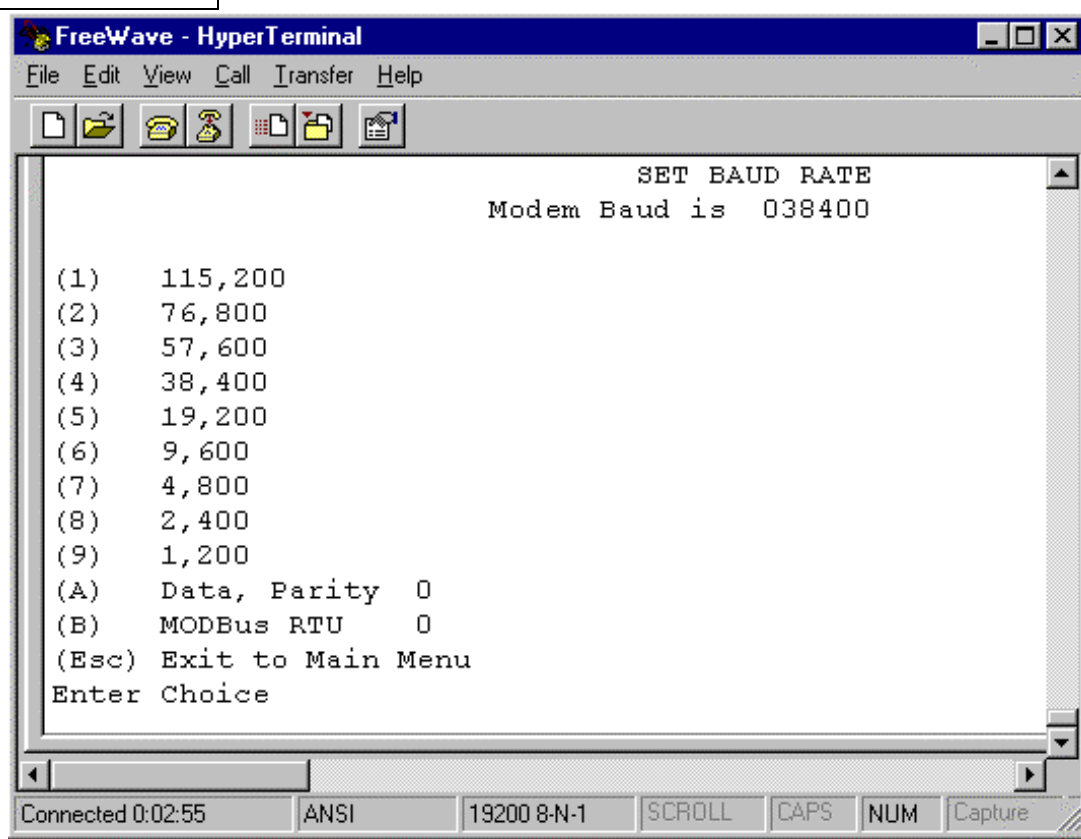 FreeWave - HyperTerminal
File Edit View Call Transfer Help
SET BAUD RATE
Modem Baud is 038400
(1) 115,200
(2) 76,800
(3) 57,600
(4) 38,400
(5) 19,200
(6) 9,600
(7) 4,800
(8) 2,400
(9) 1,200
(A) Data, Parity 0
(B) MODBus RTU 0
(Esc) Exit to Main Menu
Enter Choice
Connected 0:02:55 ANSI 19200 8-N-1 SCROLL CAPS NUM Capture